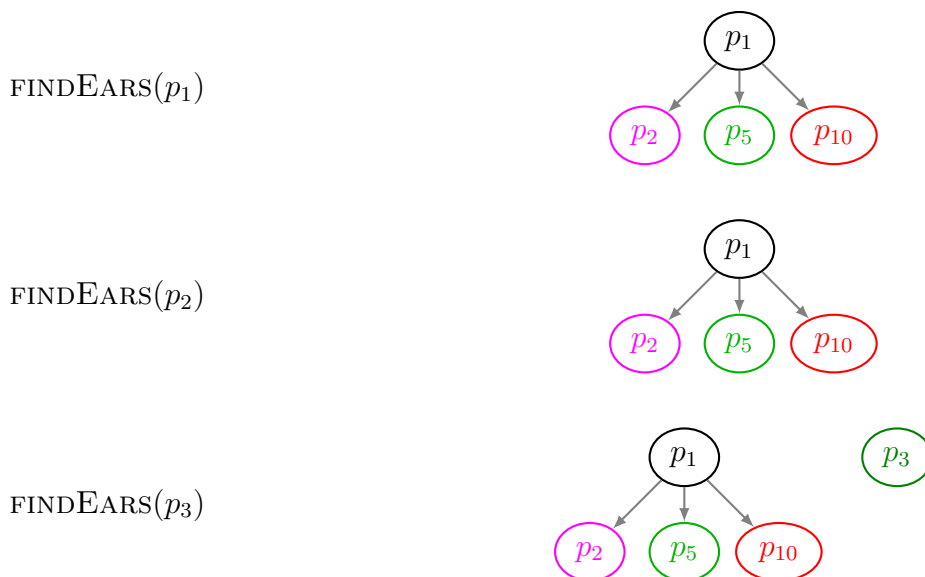 p₁
FINDEARS(p₁)
p₂ p₅ p₁₀
p₁
FINDEARS(p₂)
p₂ p₅ p₁₀
p₁ p₃
FINDEARS(p₃)
p₂ p₅ p₁₀